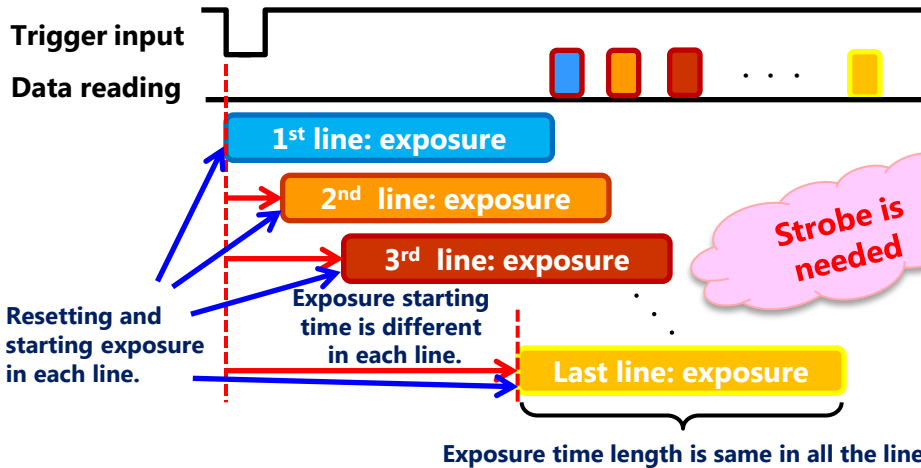 Trigger input
Data reading
. . .
1st line: exposure
2nd line: exposure
3rd line: exposure
Strobe is
needed
Resetting and
starting exposure
in each line.
Exposure starting
time is different
in each line.
Last line: exposure
Exposure time length is same in all the line